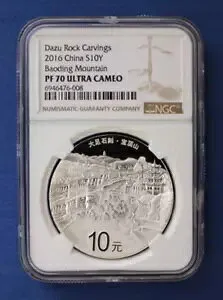 Dazu Rock Carvings
2016 China S10Y
Baoding Mountain
PF 70 ULTRA CAMEO
6946476-008
NGC
NUMISMATIC GUARANTY COMPANY
大足石刻·宝顶山
10元